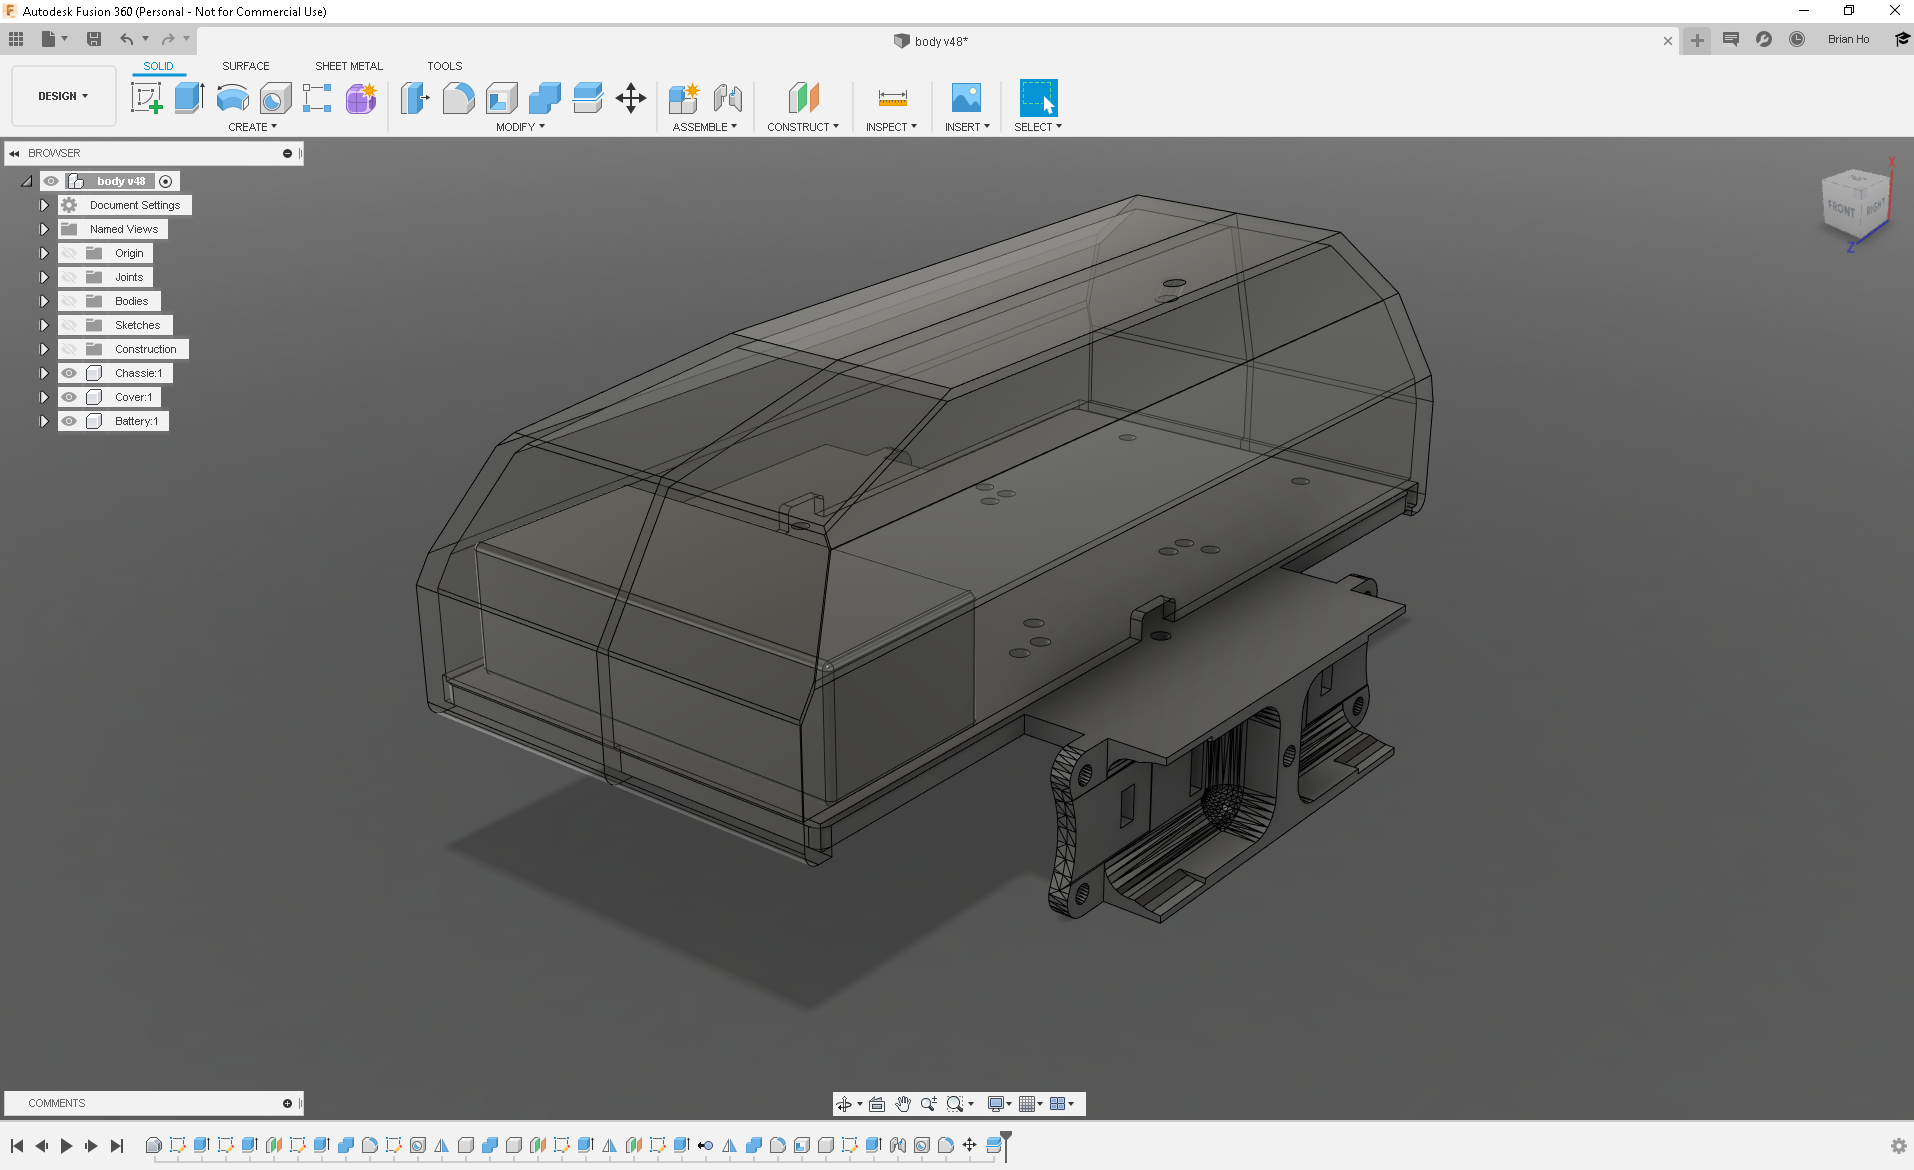 Autodesk Fusion 360 (Personal - Not for Commercial Use)
body v48*
Brian Ho
DESIGN
SOLID SURFACE SHEET METAL TOOLS
CREATE MODIFY ASSEMBLE CONSTRUCT INSPECT INSERT SELECT
BROWSER
body v48
Document Settings
Named Views
Origin
Joints
Bodies
Sketches
Construction
Chassie:1
Cover:1
Battery:1
X
FRONT RIGHT
Z
COMMENTS